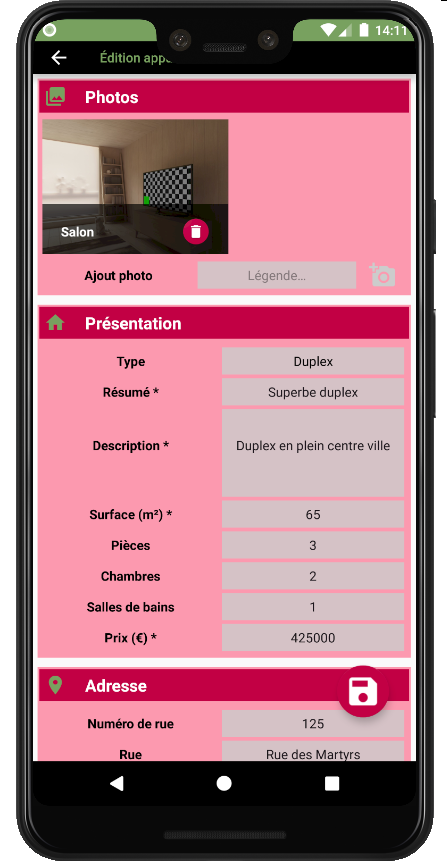 14:11
Édition appa
Photos
Salon
Ajout photo Légende...
Présentation
Type Duplex
Résumé * Superbe duplex
Description * Duplex en plein centre ville
Surface (m²) * 65
Pièces 3
Chambres 2
Salles de bains 1
Prix (€) * 425000
Adresse
Numéro de rue 125
Rue Rue des Martyrs